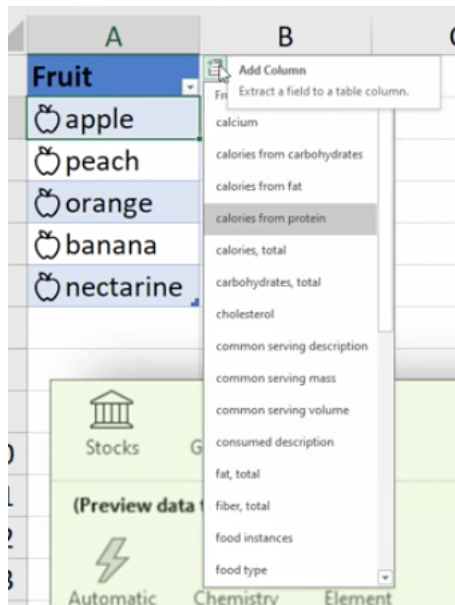 A B
Fruit
apple
peach
orange
banana
nectarine
Add Column
Extract a field to a table column.
calcium
calories from carbohydrates
calories from fat
calories from protein
calories, total
carbohydrates, total
cholesterol
common serving description
common serving mass
common serving volume
consumed description
fat, total
fiber, total
food instances
food type
Stocks G
(Preview data t
Automatic Chemistry Element